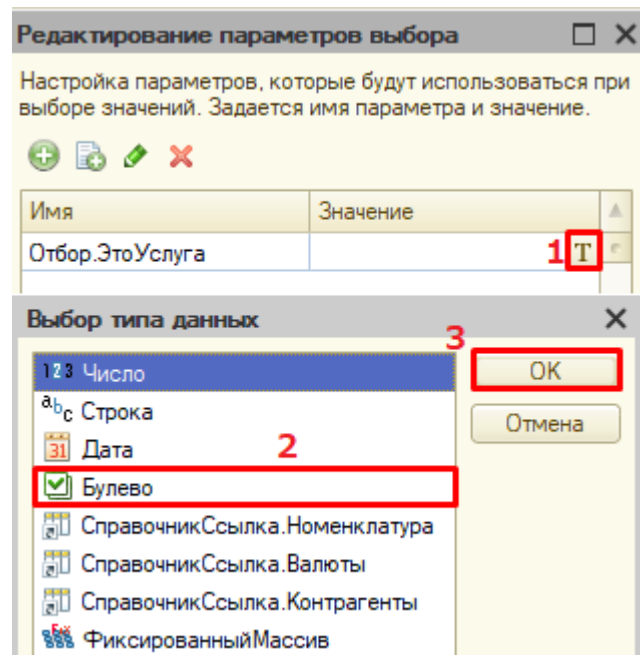 Редактирование параметров выбора
Настройка параметров, которые будут использоваться при
выборе значений. Задается имя параметра и значение.
Имя Значение
Отбор.ЭтоУслуга 1 T
Выбор типа данных
3
123 Число OK
abc Строка Отмена
31 Дата 2
Булево
СправочникСсылка.Номенклатура
СправочникСсылка.Валюты
СправочникСсылка.Контрагенты
ФиксированныйМассив